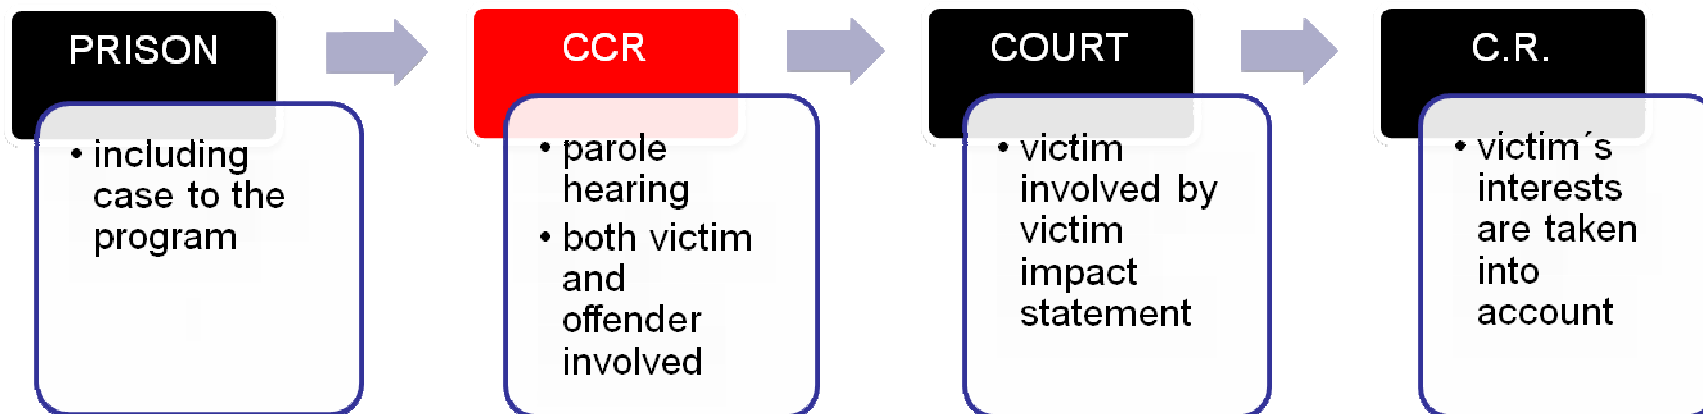 PRISON
• including
case to the
program
CCR
• parole
hearing
• both victim
and
offender
involved
COURT
• victim
involved by
victim
impact
statement
C.R.
• victim´s
interests
are taken
into
account